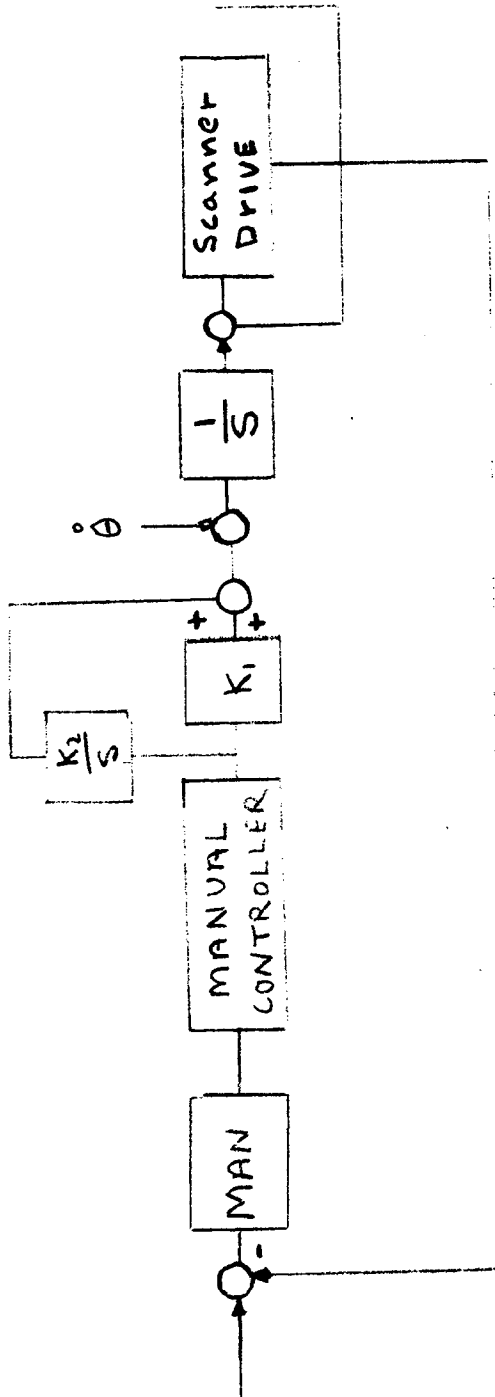 -
MAN
MANUAL
CONTROLLER
K₂
S
K₁
+
+
θ̇
1
S
Scanner
DRIVE